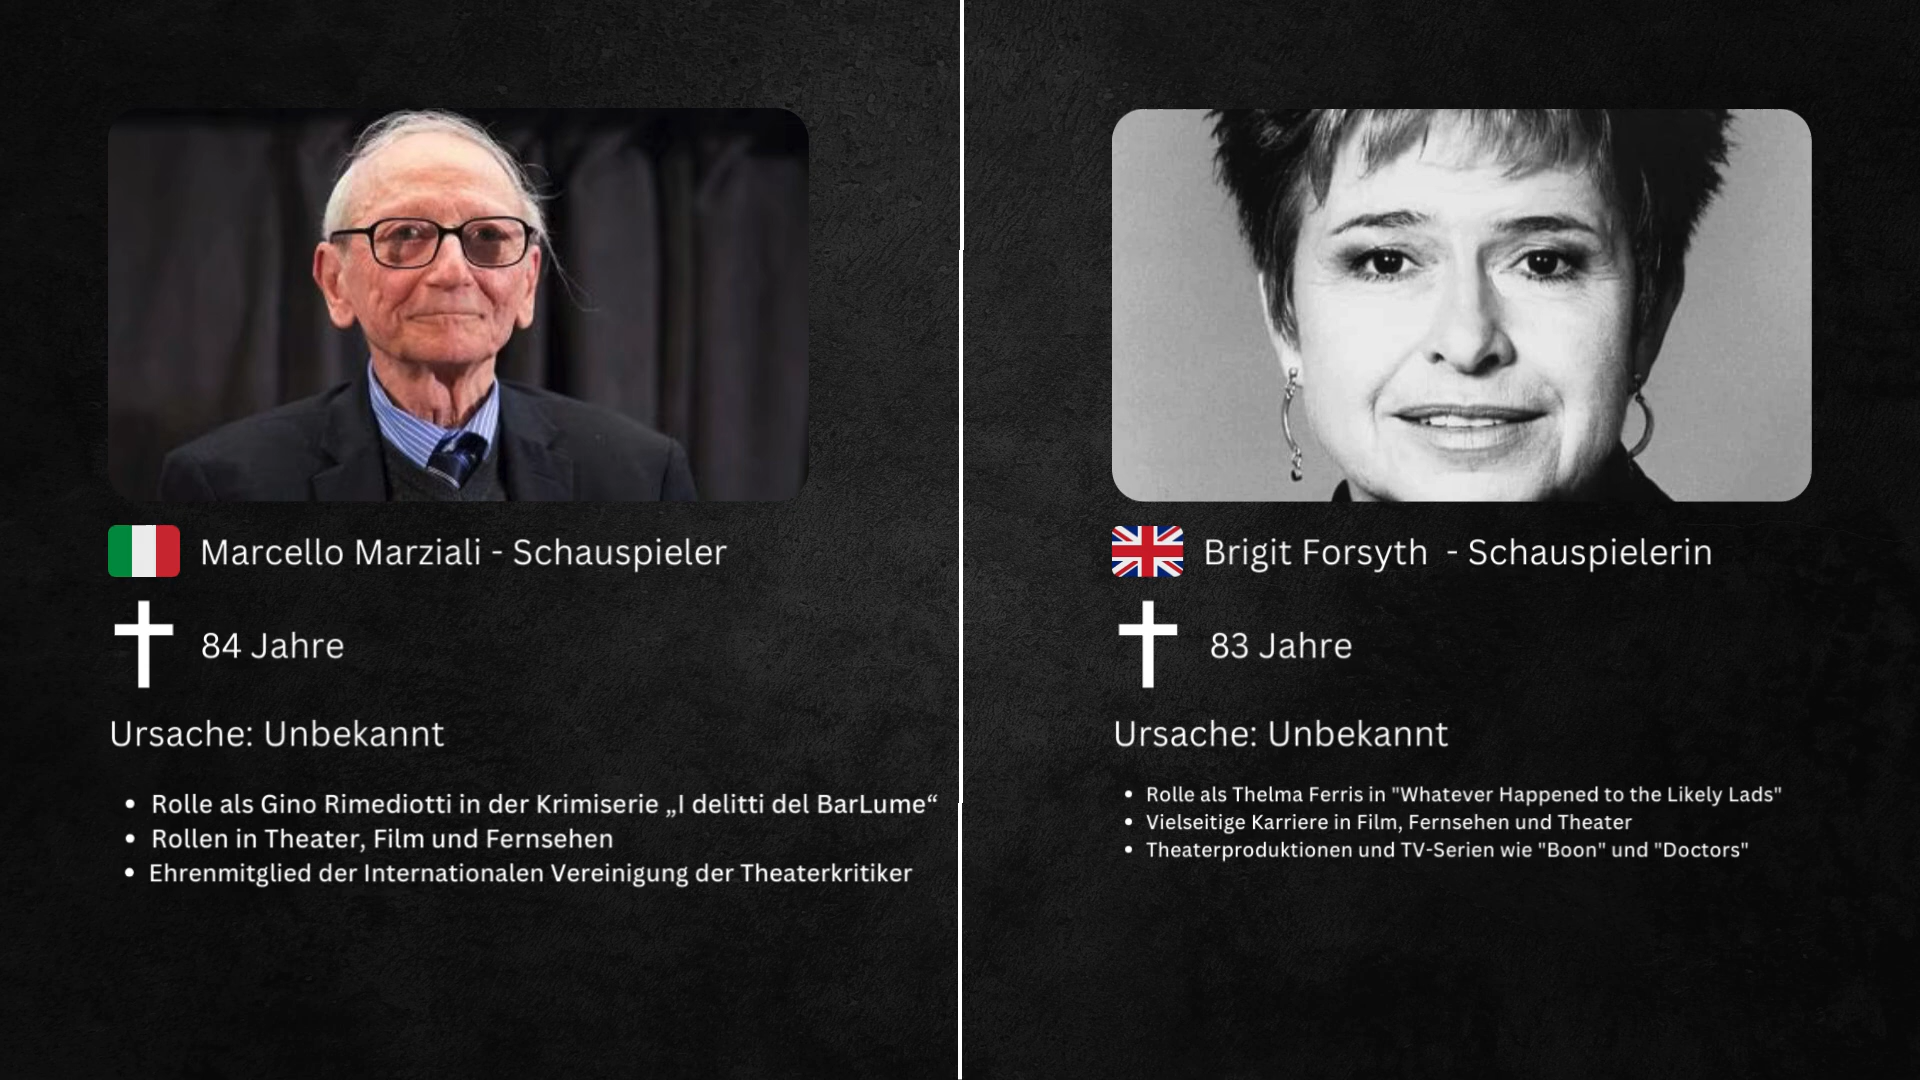 Marcello Marziali - Schauspieler
84 Jahre
Ursache: Unbekannt
• Rolle als Gino Rimediotti in der Krimiserie „I delitti del BarLume“
• Rollen in Theater, Film und Fernsehen
• Ehrenmitglied der Internationalen Vereinigung der Theaterkritiker
Brigit Forsyth - Schauspielerin
83 Jahre
Ursache: Unbekannt
• Rolle als Thelma Ferris in "Whatever Happened to the Likely Lads"
• Vielseitige Karriere in Film, Fernsehen und Theater
• Theaterproduktionen und TV-Serien wie "Boon" und "Doctors"